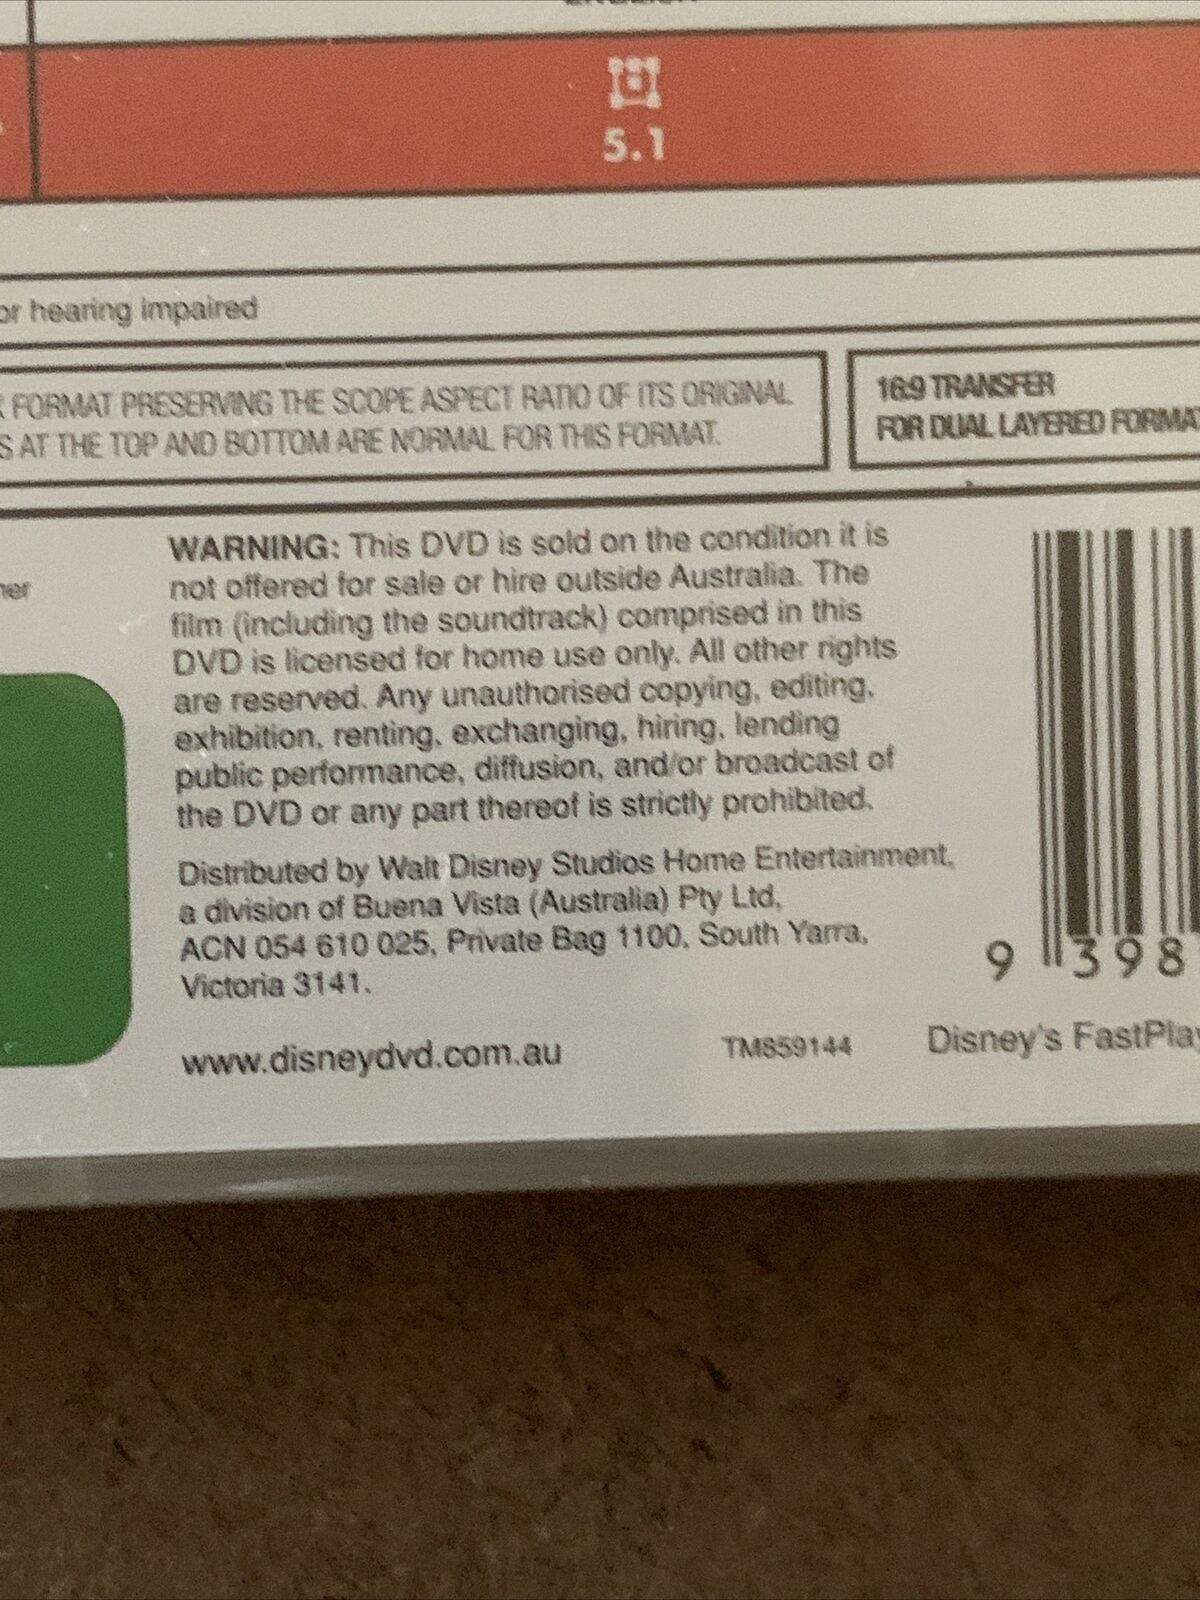 5.1
hearing impaired
FORMAT PRESERVING THE SCOPE ASPECT RATIO OF ITS ORIGINAL
AT THE TOP AND BOTTOM ARE NORMAL FOR THIS FORMAT.
16:9 TRANSFER
FOR DUAL LAYERED FORMA
WARNING: This DVD is sold on the condition it is
not offered for sale or hire outside Australia. The
film (including the soundtrack) comprised in this
DVD is licensed for home use only. All other rights
are reserved. Any unauthorised copying, editing,
exhibition, renting, exchanging, hiring, lending
public performance, diffusion, and/or broadcast of
the DVD or any part thereof is strictly prohibited.
Distributed by Walt Disney Studios Home Entertainment,
a division of Buena Vista (Australia) Pty Ltd,
ACN 054 610 025, Private Bag 1100, South Yarra,
Victoria 3141.
9 398
www.disneydvd.com.au
TMS59144
Disney's FastPlay